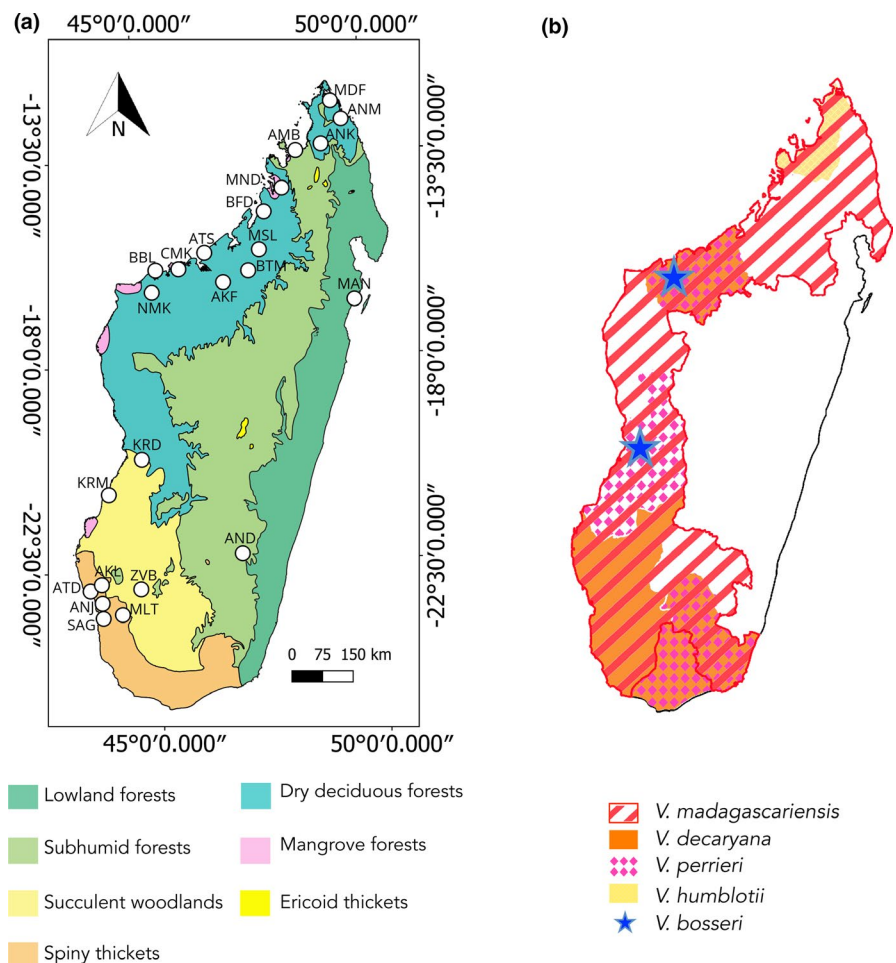 (a)
45°0′0.000″ 50°0′0.000″
-13°30′0.000″
-18°0′0.000″
-22°30′0.000″
N
MDF
ANM
AMB
ANK
MND
BFD
ATS
MSL
CMK
BBL
BTM
MAN
NMK
AKF
KRD
KRM
AND
AKL
ZVB
ATD
ANJ
MLT
SAG
0 75 150 km
-13°30′0.000″
-18°0′0.000″
-22°30′0.000″
45°0′0.000″ 50°0′0.000″
Lowland forests
Dry deciduous forests
Subhumid forests
Mangrove forests
Succulent woodlands
Ericoid thickets
Spiny thickets
(b)
V. madagascariensis
V. decaryana
V. perrieri
V. humblotii
V. bosseri